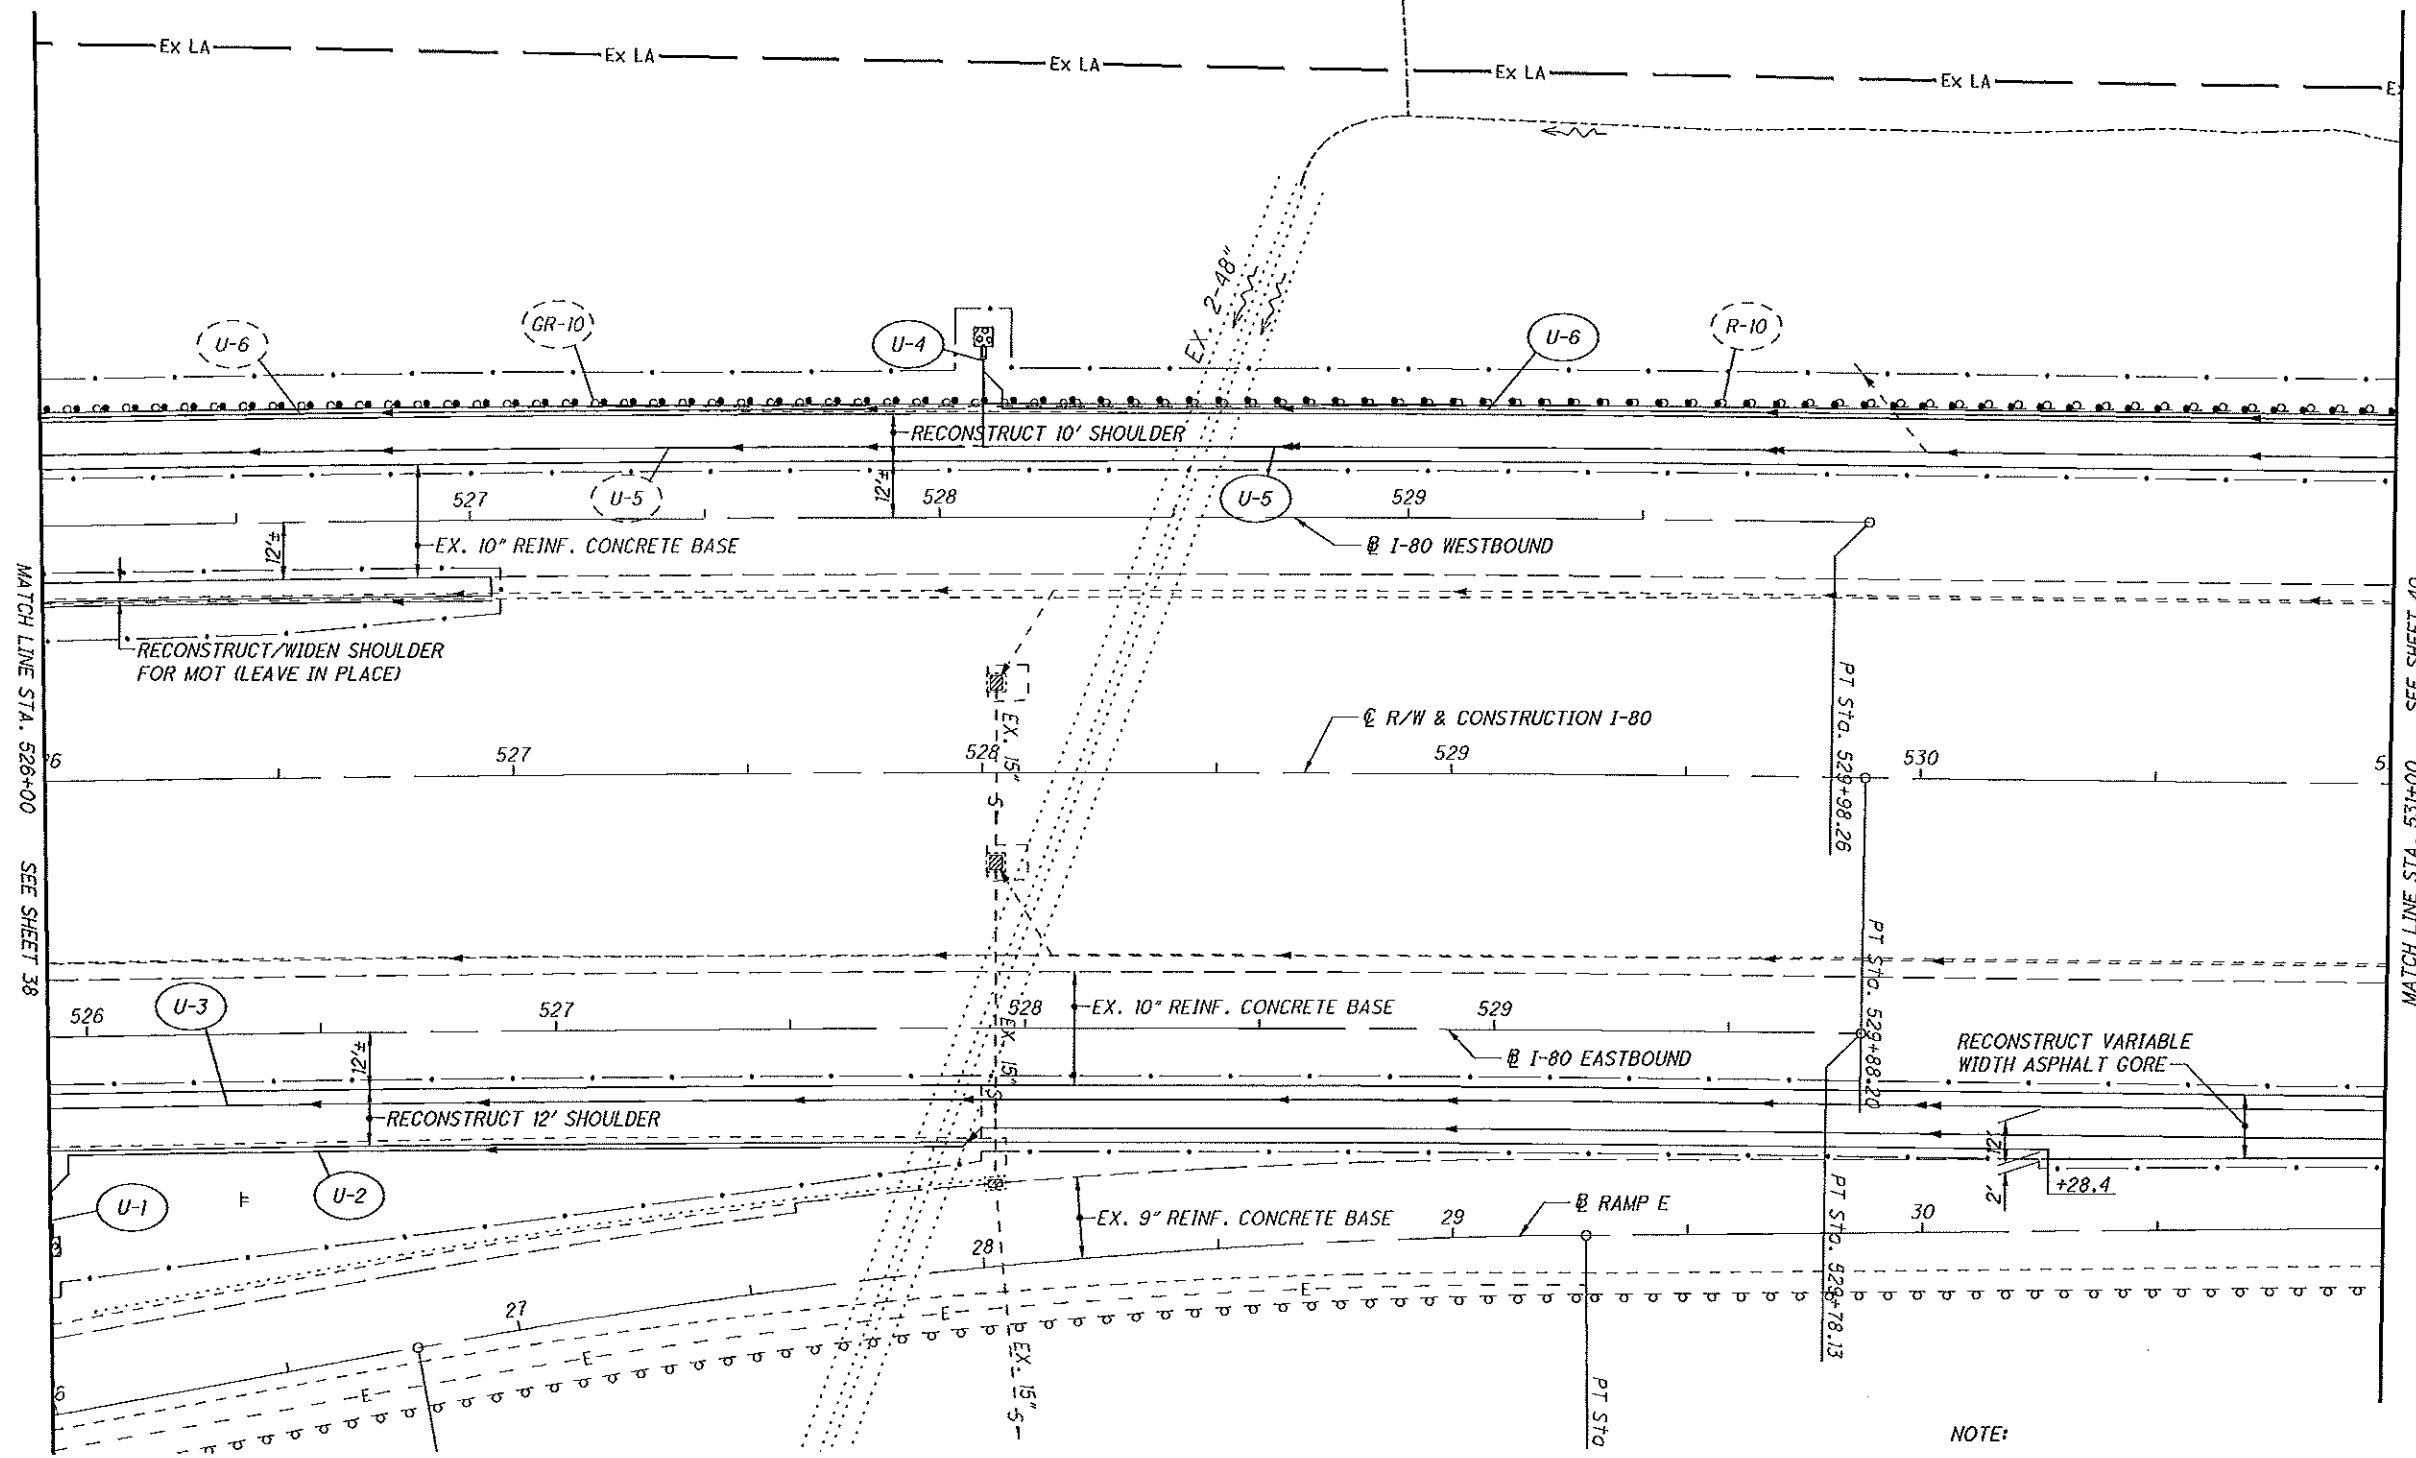 Ex LA
Ex LA
Ex LA
Ex LA
Ex LA
EX. 2-48"
U-6
GR-10
U-4
U-6
R-10
RECONSTRUCT 10' SHOULDER
12'±
527
U-5
528
U-5
529
12'±
EX. 10" REINF. CONCRETE BASE
℄ I-80 WESTBOUND
RECONSTRUCT/WIDEN SHOULDER
FOR MOT (LEAVE IN PLACE)
MATCH LINE STA. 526+00 SEE SHEET 38
MATCH LINE STA. 531+00 SEE SHEET 40
PT Sta. 529+98.26
EX. 15"
S
℄ R/W & CONSTRUCTION I-80
527
528
529
530
PT Sta. 529+88.20
U-3
526
527
528
529
EX. 10" REINF. CONCRETE BASE
℄ I-80 EASTBOUND
12'±
EX. 15"
S
RECONSTRUCT VARIABLE
WIDTH ASPHALT GORE
RECONSTRUCT 12' SHOULDER
12'
2'
+28.4
U-1
U-2
EX. 9" REINF. CONCRETE BASE
℄ RAMP E
PT Sta. 529+78.13
27
28
29
30
E
E
E
E
EX. 15"
S
PT Sta
NOTE: